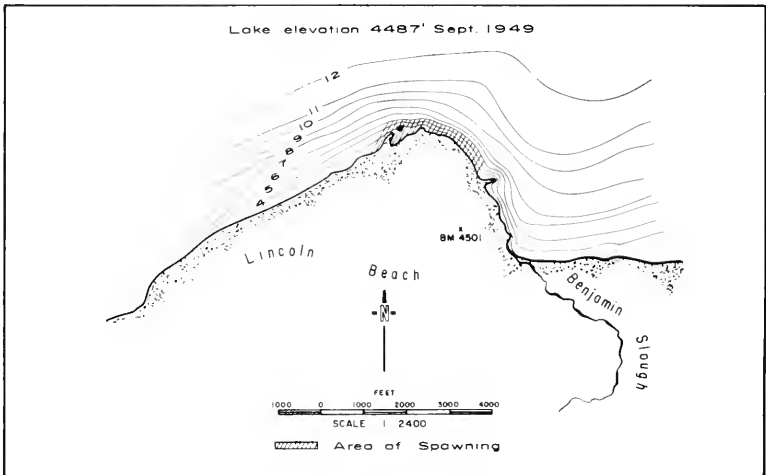 Lake elevation 4487' Sept. 1949
12
11
10
9
8
7
6
5
4
Lincoln
Beach
BM 4501
Benjamin
Slough
N
FEET
1000 0 1000 2000 3000 4000
SCALE 1 2400
Area of Spawning